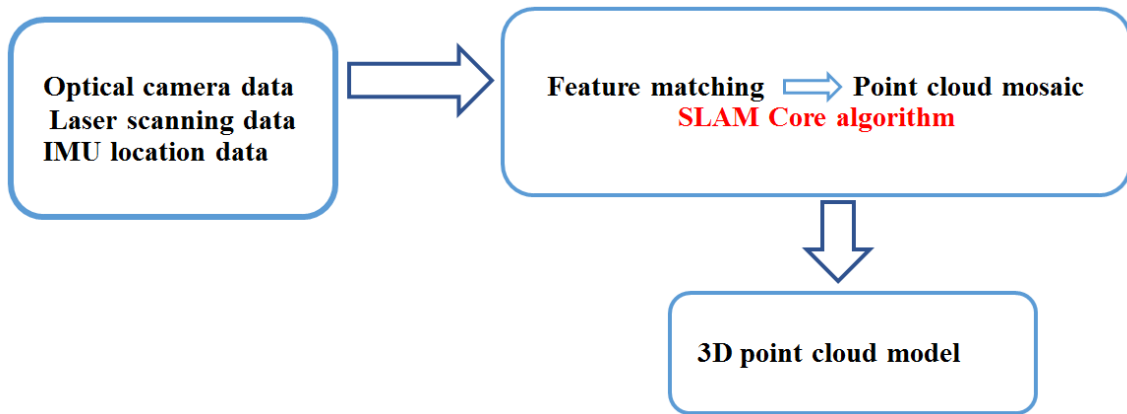 Optical camera data
Laser scanning data
IMU location data
Feature matching Point cloud mosaic
SLAM Core algorithm
3D point cloud model